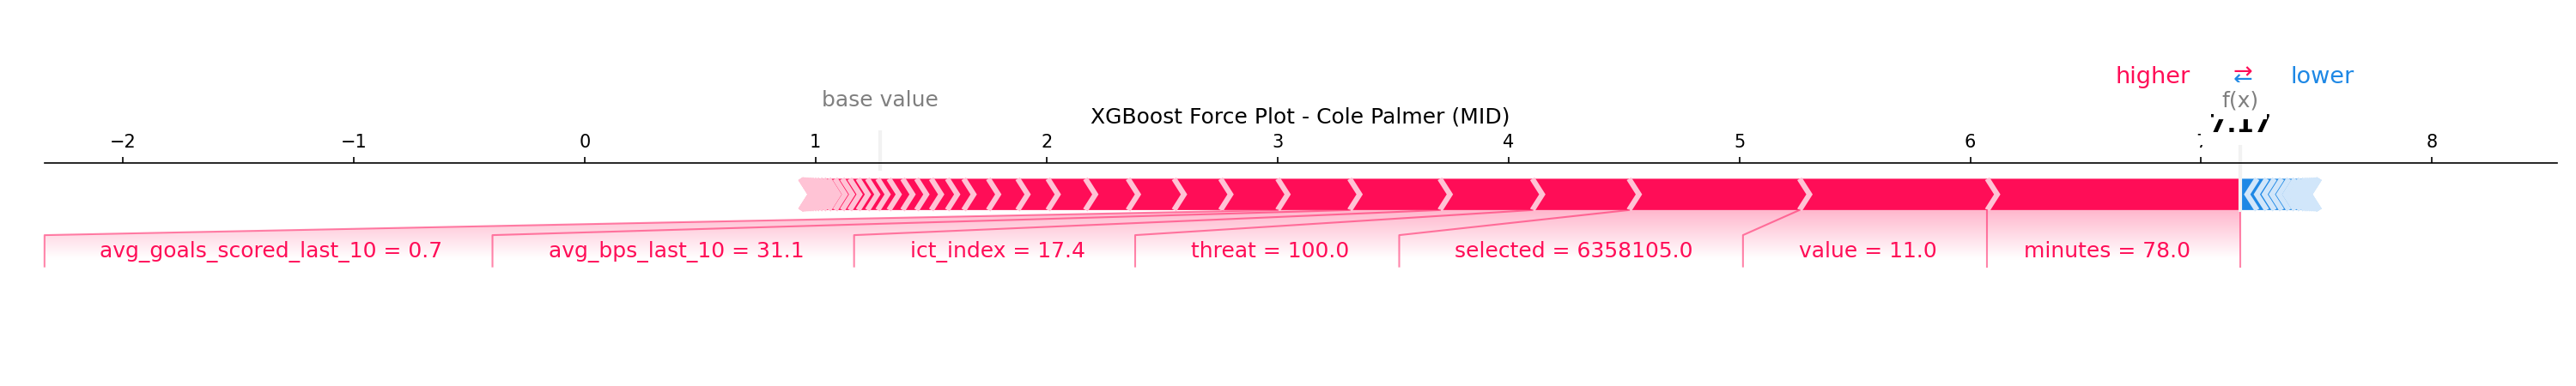 higher ⇄ lower
base value
f(x)
XGBoost Force Plot - Cole Palmer (MID)
7.17
−2 −1 0 1 2 3 4 5 6 8
avg_goals_scored_last_10 = 0.7 avg_bps_last_10 = 31.1 ict_index = 17.4 threat = 100.0 selected = 6358105.0 value = 11.0 minutes = 78.0